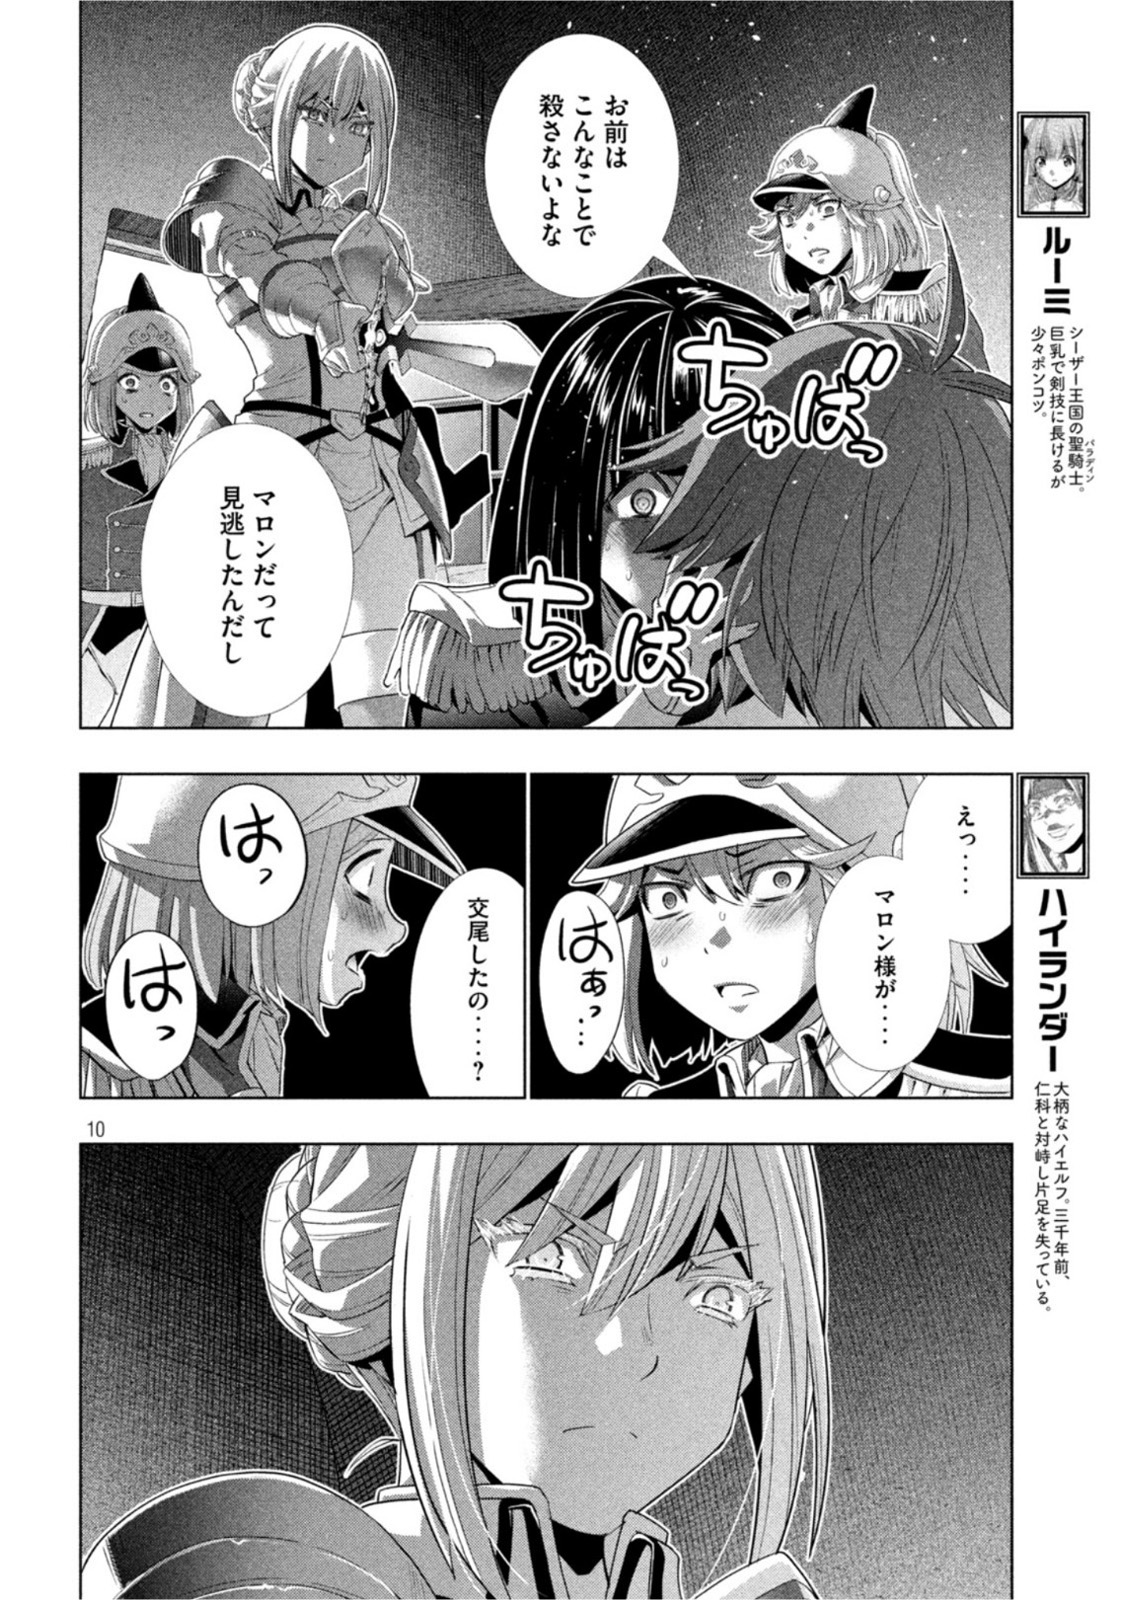 お前は
こんなことで
殺さないよな
ちゅばっ
ちゅばっ
マロンだって
見逃したんだし
ルーミ
シーザー王国の聖騎士。
パラディン
巨乳で剣技に長けるが
少々ポンコツ。
えっ‥‥
マロン様が‥‥
はぁっ…
交尾したの‥‥?
はっ
はっ
ハイランダー
大柄なハイエルフ。三千年前、
仁科と対峙し片足を失っている。
10